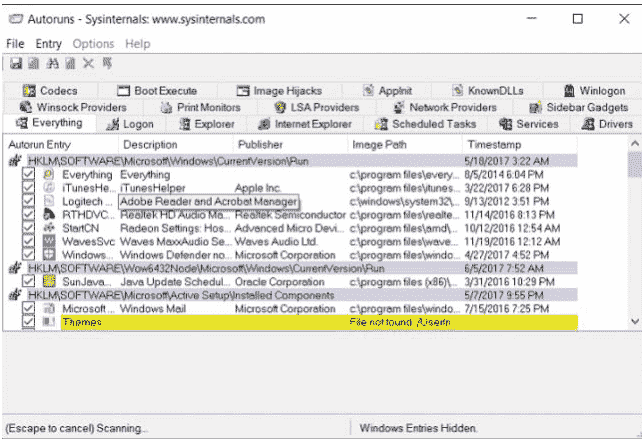 Autoruns - Sysinternals: www.sysinternals.com
File Entry Options Help
Codecs Boot Execute Image Hijacks AppInit KnownDLLs Winlogon
Winsock Providers Print Monitors LSA Providers Network Providers Sidebar Gadgets
Everything Logon Explorer Internet Explorer Scheduled Tasks Services Drivers
Autorun Entry Description Publisher Image Path Timestamp
HKLM\SOFTWARE\Microsoft\Windows\CurrentVersion\Run 5/18/2017 3:22 AM
Everything Everything c:\program files\every... 8/5/2014 6:04 PM
iTunesHe... iTunesHelper Apple Inc. c:\program files\itunes... 3/22/2017 6:28 PM
Logitech ... Adobe Reader and Acrobat Manager c:\windows\system32\... 9/13/2012 3:51 PM
RTHDVC... Realtek HD Audio Ma... Realtek Semiconductor c:\program files\realte... 11/14/2016 8:13 PM
StartCN Radeon Settings: Hos... Advanced Micro Devi... c:\program files\amd\... 10/12/2016 12:54 AM
WavesSvc Waves MaxxAudio Se... Waves Audio Ltd. c:\program files\wave... 11/19/2016 12:12 AM
Windows... Windows Defender no... Microsoft Corporation c:\program files\windo... 4/27/2017 4:52 PM
HKLM\SOFTWARE\Wow6432Node\Microsoft\Windows\CurrentVersion\Run 6/5/2017 7:52 AM
SunJava... Java Update Schedul... Oracle Corporation c:\program files (x86)\... 3/31/2016 10:29 PM
HKLM\SOFTWARE\Microsoft\Active Setup\Installed Components 5/7/2017 9:55 PM
Microsoft ... Windows Mail Microsoft Corporation c:\program files\windo... 7/15/2016 7:25 PM
Themes File not found: /UserIn
(Escape to cancel) Scanning... Windows Entries Hidden.